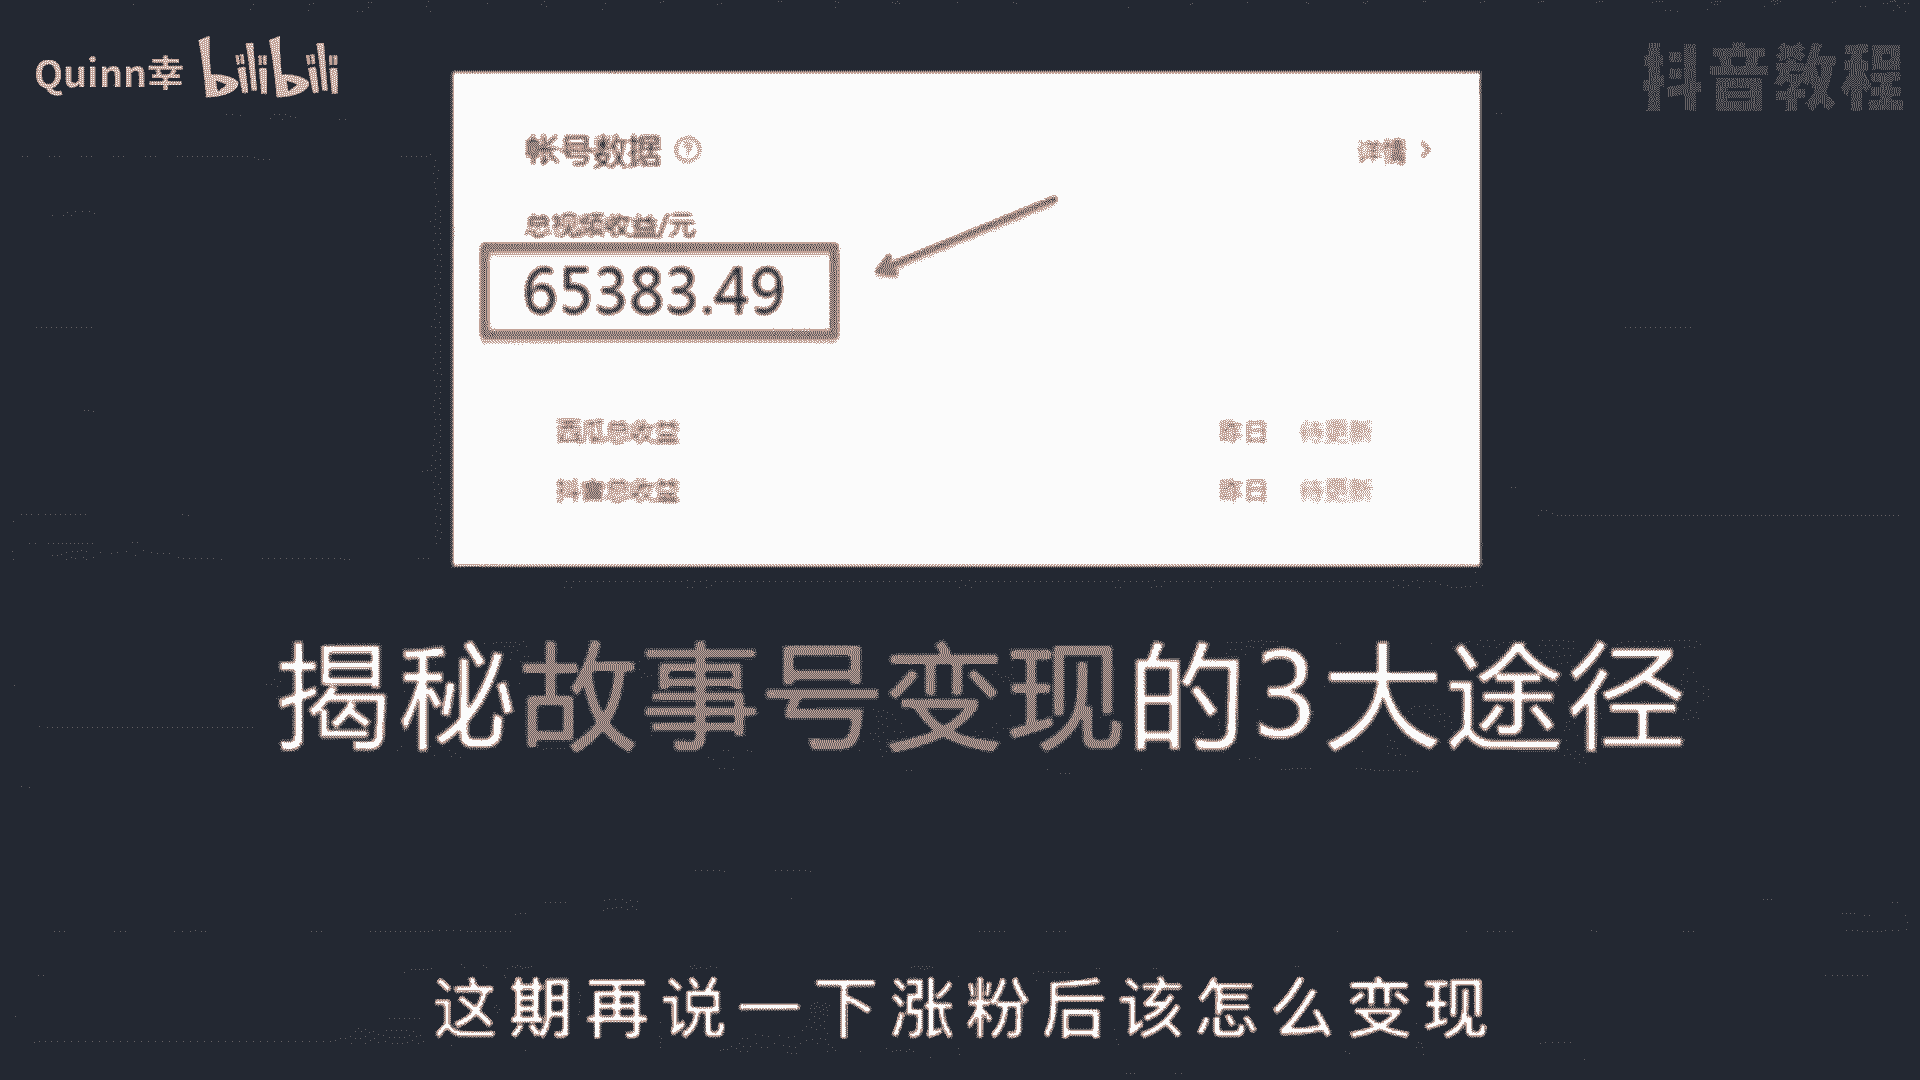 Quinn幸 bilibili
抖音教程
帐号数据 ?
详情 >
总视频收益/元
65383.49
西瓜总收益 昨日 待更新
抖音总收益 昨日 待更新
揭秘故事号变现的3大途径
这期再说一下涨粉后该怎么变现